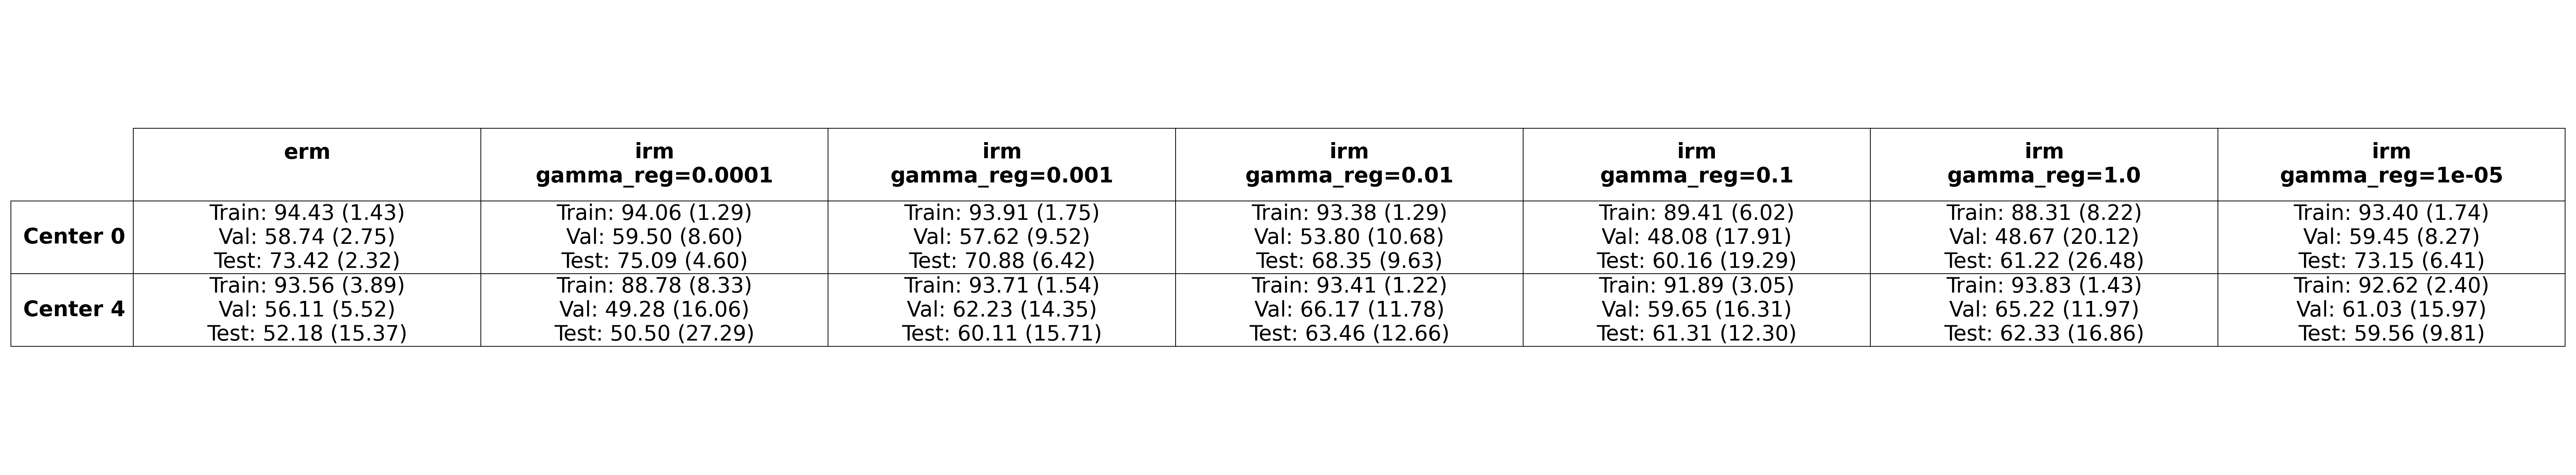 erm
irm
gamma_reg=0.0001
irm
gamma_reg=0.001
irm
gamma_reg=0.01
irm
gamma_reg=0.1
irm
gamma_reg=1.0
irm
gamma_reg=1e-05
Center 0
Train: 94.43 (1.43)
Val: 58.74 (2.75)
Test: 73.42 (2.32)
Train: 94.06 (1.29)
Val: 59.50 (8.60)
Test: 75.09 (4.60)
Train: 93.91 (1.75)
Val: 57.62 (9.52)
Test: 70.88 (6.42)
Train: 93.38 (1.29)
Val: 53.80 (10.68)
Test: 68.35 (9.63)
Train: 89.41 (6.02)
Val: 48.08 (17.91)
Test: 60.16 (19.29)
Train: 88.31 (8.22)
Val: 48.67 (20.12)
Test: 61.22 (26.48)
Train: 93.40 (1.74)
Val: 59.45 (8.27)
Test: 73.15 (6.41)
Center 4
Train: 93.56 (3.89)
Val: 56.11 (5.52)
Test: 52.18 (15.37)
Train: 88.78 (8.33)
Val: 49.28 (16.06)
Test: 50.50 (27.29)
Train: 93.71 (1.54)
Val: 62.23 (14.35)
Test: 60.11 (15.71)
Train: 93.41 (1.22)
Val: 66.17 (11.78)
Test: 63.46 (12.66)
Train: 91.89 (3.05)
Val: 59.65 (16.31)
Test: 61.31 (12.30)
Train: 93.83 (1.43)
Val: 65.22 (11.97)
Test: 62.33 (16.86)
Train: 92.62 (2.40)
Val: 61.03 (15.97)
Test: 59.56 (9.81)